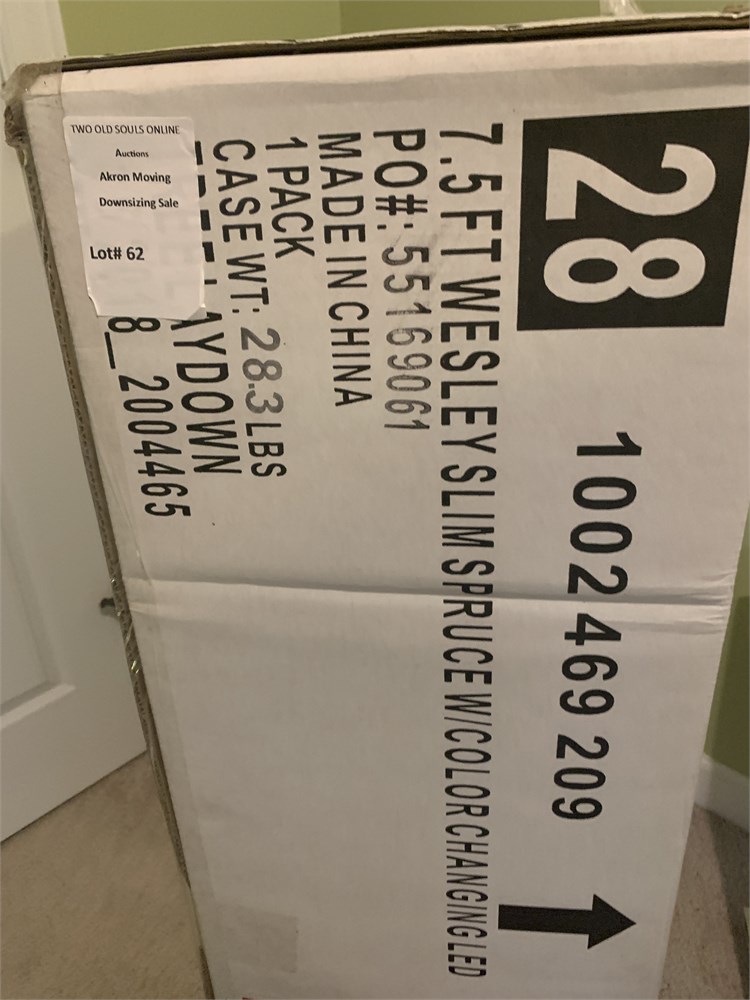 28
1002 469 209
7.5 FT WESLEY SLIM SPRUCE W/COLOR CHANGING LED
PO#: 55169061
MADE IN CHINA
1 PACK
CASE WT: 28.3 LBS
AYDOWN
8_2004465
TWO OLD SOULS ONLINE
Auctions
Akron Moving
Downsizing Sale
Lot# 62